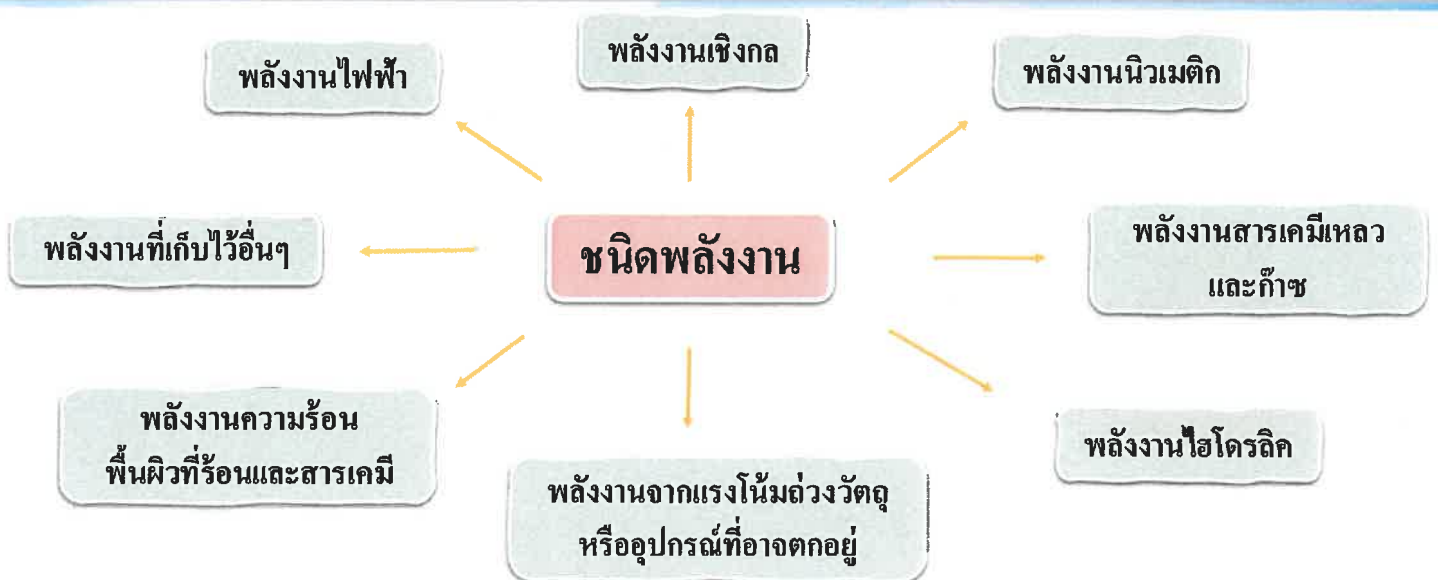 พลังงานไฟฟ้า
พลังงานเชิงกล
พลังงานนิวเมติก
พลังงานที่เก็บไว้อื่นๆ
ชนิดพลังงาน
พลังงานสารเคมีเหลว
และก๊าซ
พลังงานความร้อน
พื้นผิวที่ร้อนและสารเคมี
พลังงานจากแรงโน้มถ่วงวัตถุ
หรืออุปกรณ์ที่อาจตกอยู่
พลังงานไฮโดรลิค